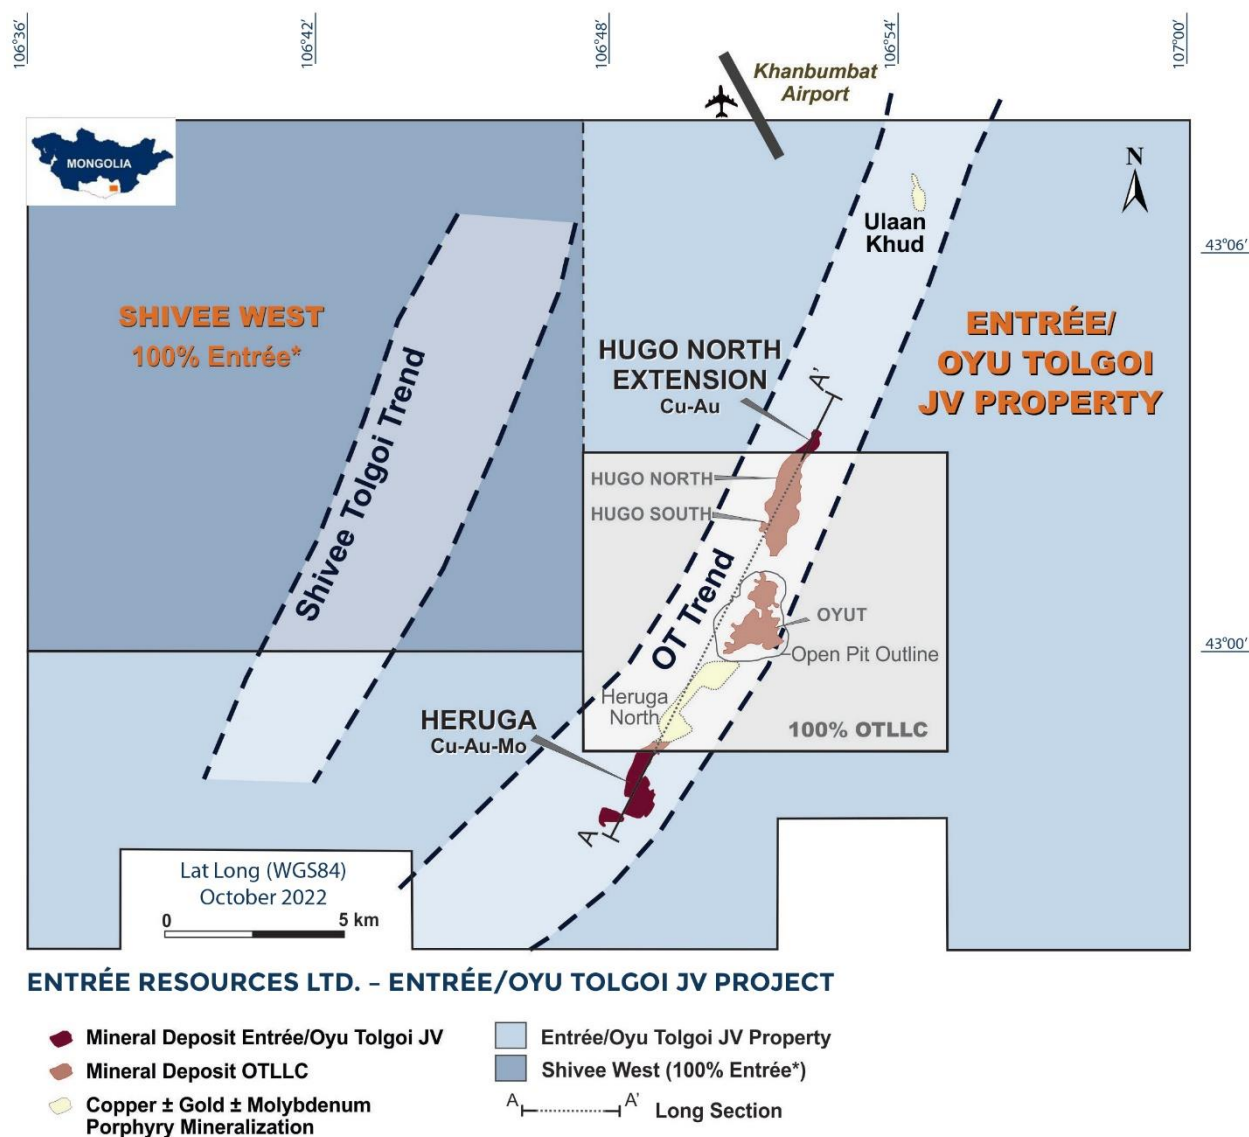 106°36'
106°42'
106°48'
106°54'
107°00'
Khanbumbat
Airport
MONGOLIA
N
Ulaan
Khud
43°06'
SHIVEE WEST
100% Entrée*
ENTRÉE/
OYU TOLGOI
JV PROPERTY
HUGO NORTH
EXTENSION
Cu-Au
A'
Shivee Tolgoi Trend
HUGO NORTH
HUGO SOUTH
OT Trend
OYUT
Open Pit Outline
43°00'
Heruga
North
100% OTLLC
HERUGA
Cu-Au-Mo
A
Lat Long (WGS84)
October 2022
0 5 km
ENTRÉE RESOURCES LTD. – ENTRÉE/OYU TOLGOI JV PROJECT
Mineral Deposit Entrée/Oyu Tolgoi JV
Mineral Deposit OTLLC
Copper ± Gold ± Molybdenum
Porphyry Mineralization
Entrée/Oyu Tolgoi JV Property
Shivee West (100% Entrée*)
A A' Long Section